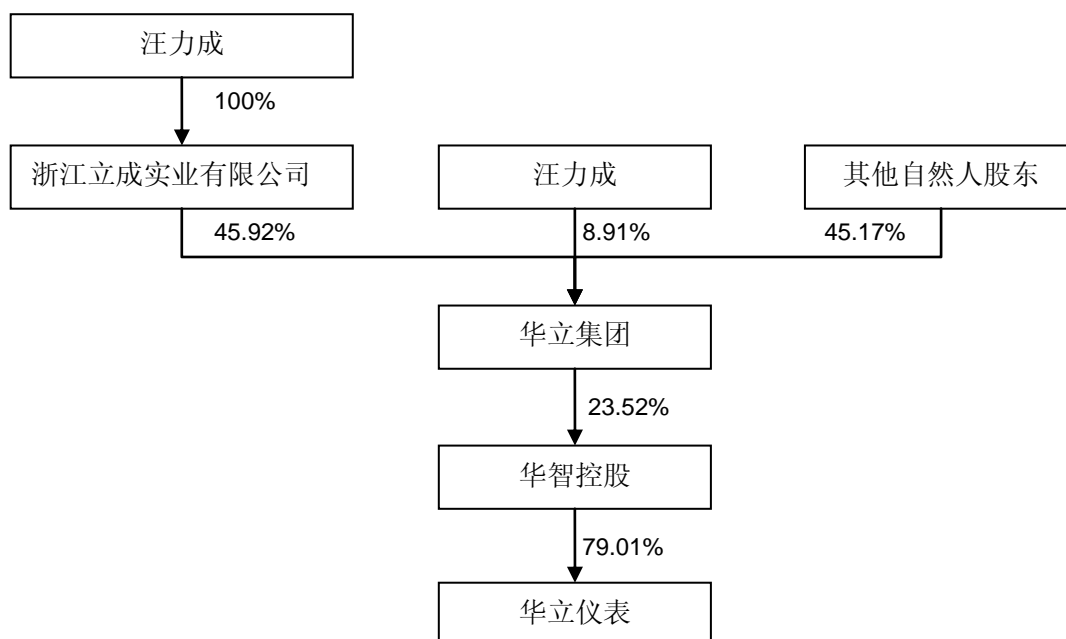 汪力成
100%
浙江立成实业有限公司
汪力成
其他自然人股东
45.92%
8.91%
45.17%
华立集团
23.52%
华智控股
79.01%
华立仪表